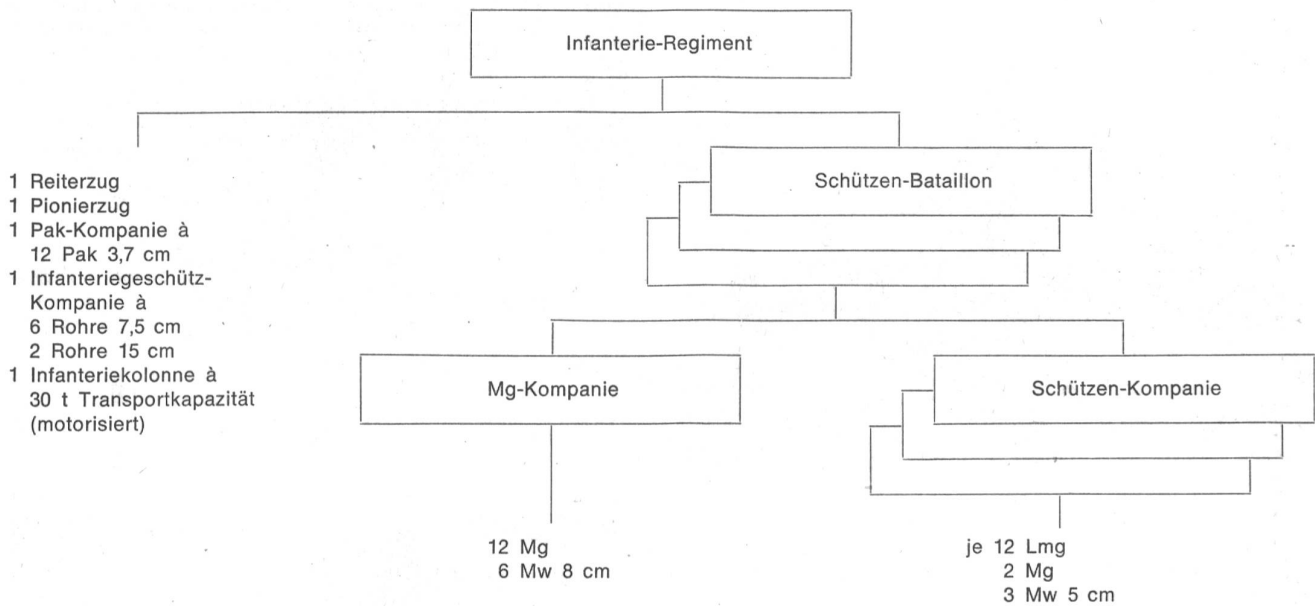 Infanterie-Regiment
1 Reiterzug
1 Pionierzug
1 Pak-Kompanie à
12 Pak 3,7 cm
1 Infanteriegeschütz-
Kompanie à
6 Rohre 7,5 cm
2 Rohre 15 cm
1 Infanteriekolonne à
30 t Transportkapazität
(motorisiert)
Schützen-Bataillon
Mg-Kompanie
Schützen-Kompanie
12 Mg
6 Mw 8 cm
je 12 Lmg
2 Mg
3 Mw 5 cm